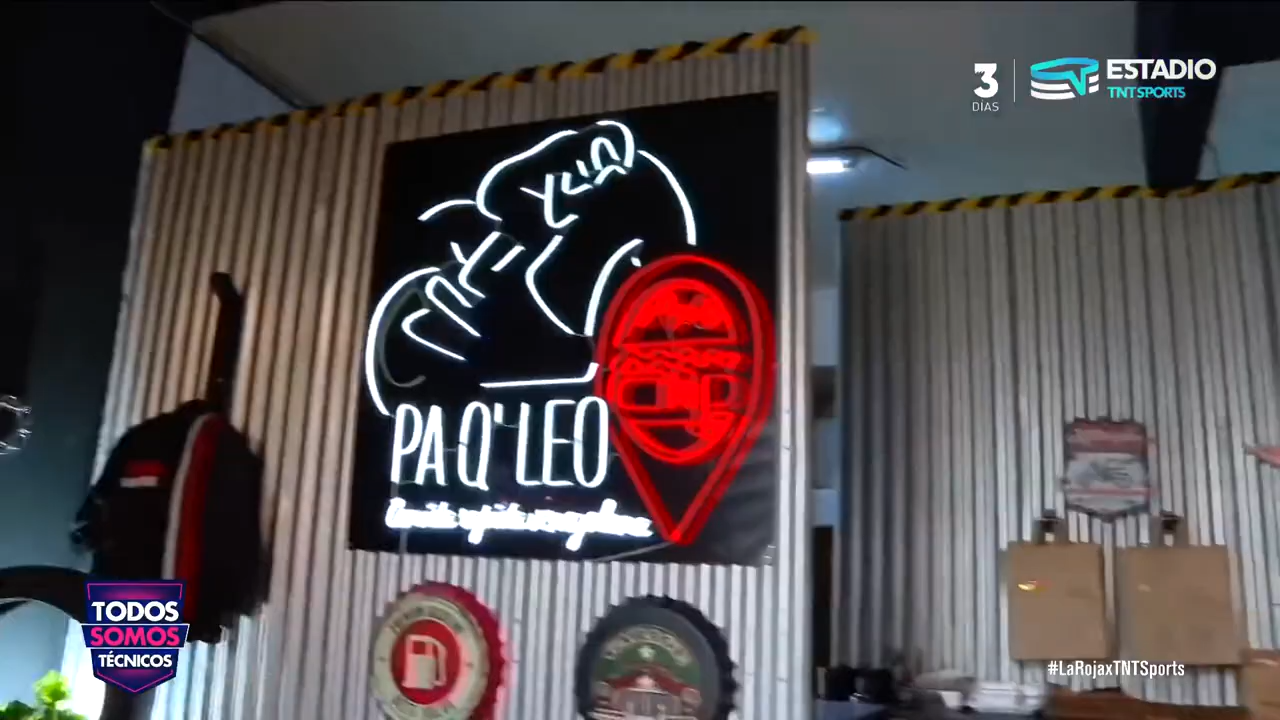 3
DÍAS
ESTADIO
TNT SPORTS
PA Q' LEO
TODOS
SOMOS
TÉCNICOS
#LaRojaxTNTSports